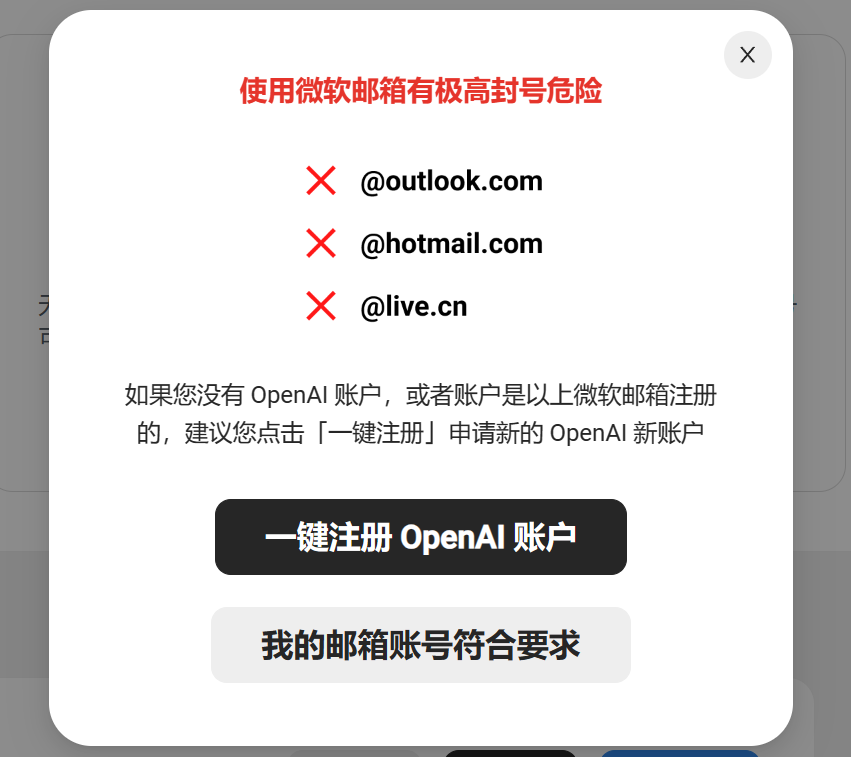 使用微软邮箱有极高封号危险
@outlook.com
@hotmail.com
@live.cn
如果您没有 OpenAI 账户，或者账户是以上微软邮箱注册
的，建议您点击「一键注册」申请新的 OpenAI 新账户
一键注册 OpenAI 账户
我的邮箱账号符合要求